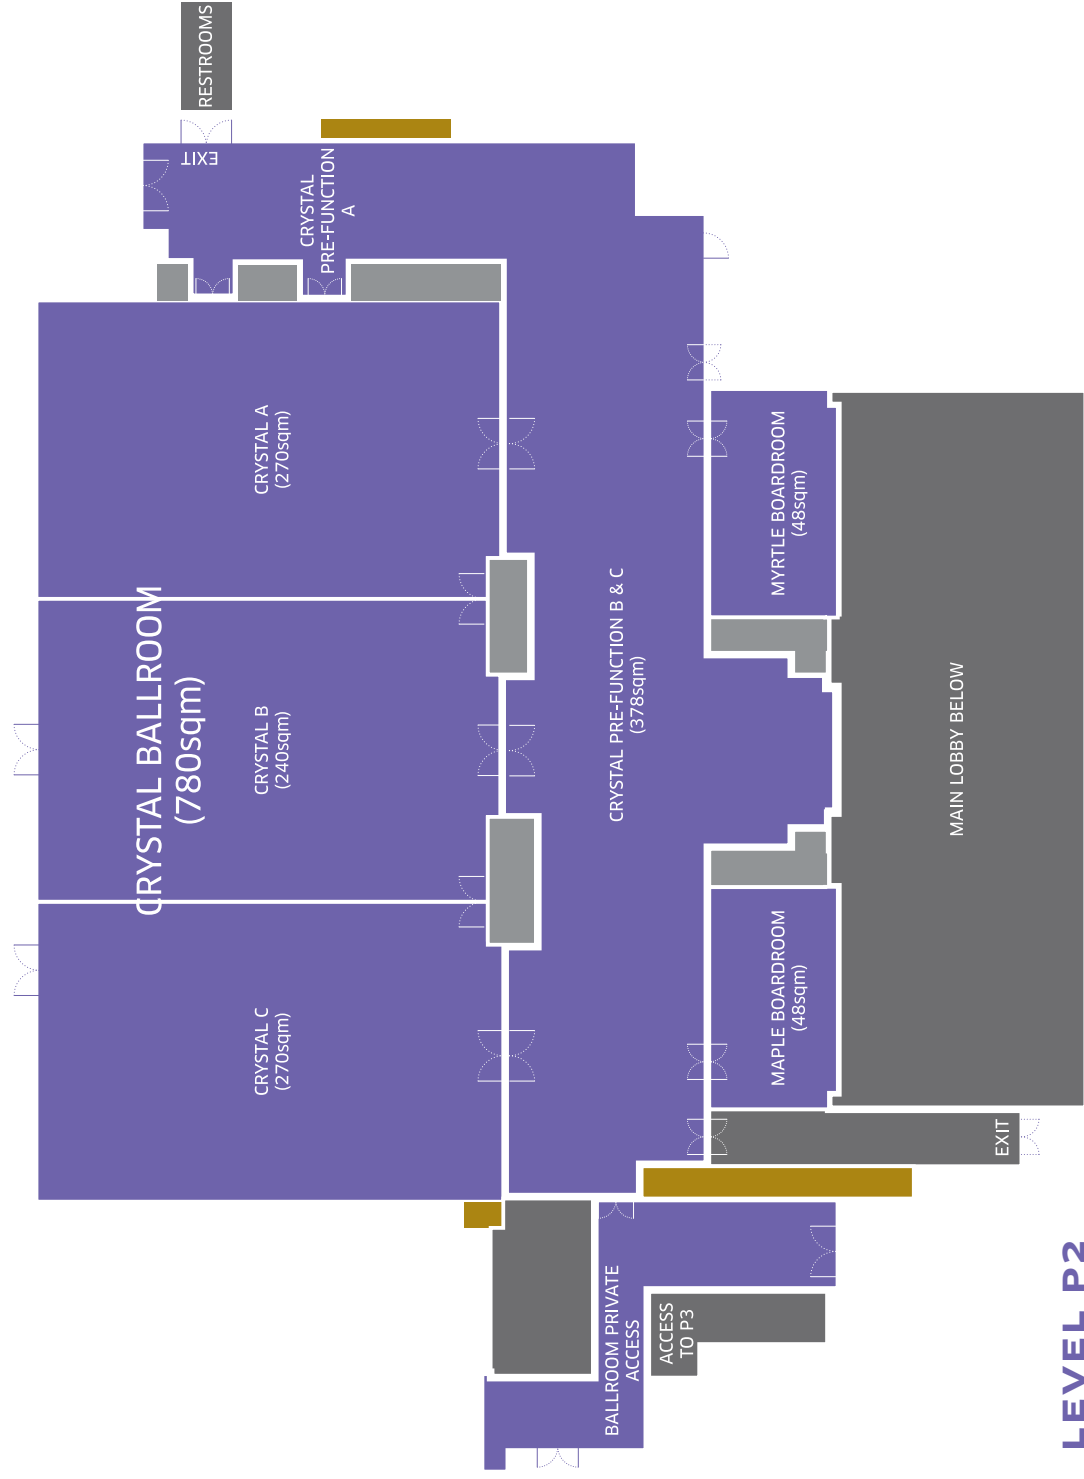 RESTROOMS
EXIT
CRYSTAL
PRE-FUNCTION
A
CRYSTAL A
(270sqm)
CRYSTAL BALLROOM
(780sqm)
CRYSTAL B
(240sqm)
CRYSTAL C
(270sqm)
CRYSTAL PRE-FUNCTION B & C
(378sqm)
MYRTLE BOARDROOM
(48sqm)
MAPLE BOARDROOM
(48sqm)
MAIN LOBBY BELOW
EXIT
BALLROOM PRIVATE
ACCESS
ACCESS
TO P3
LEVEL P2